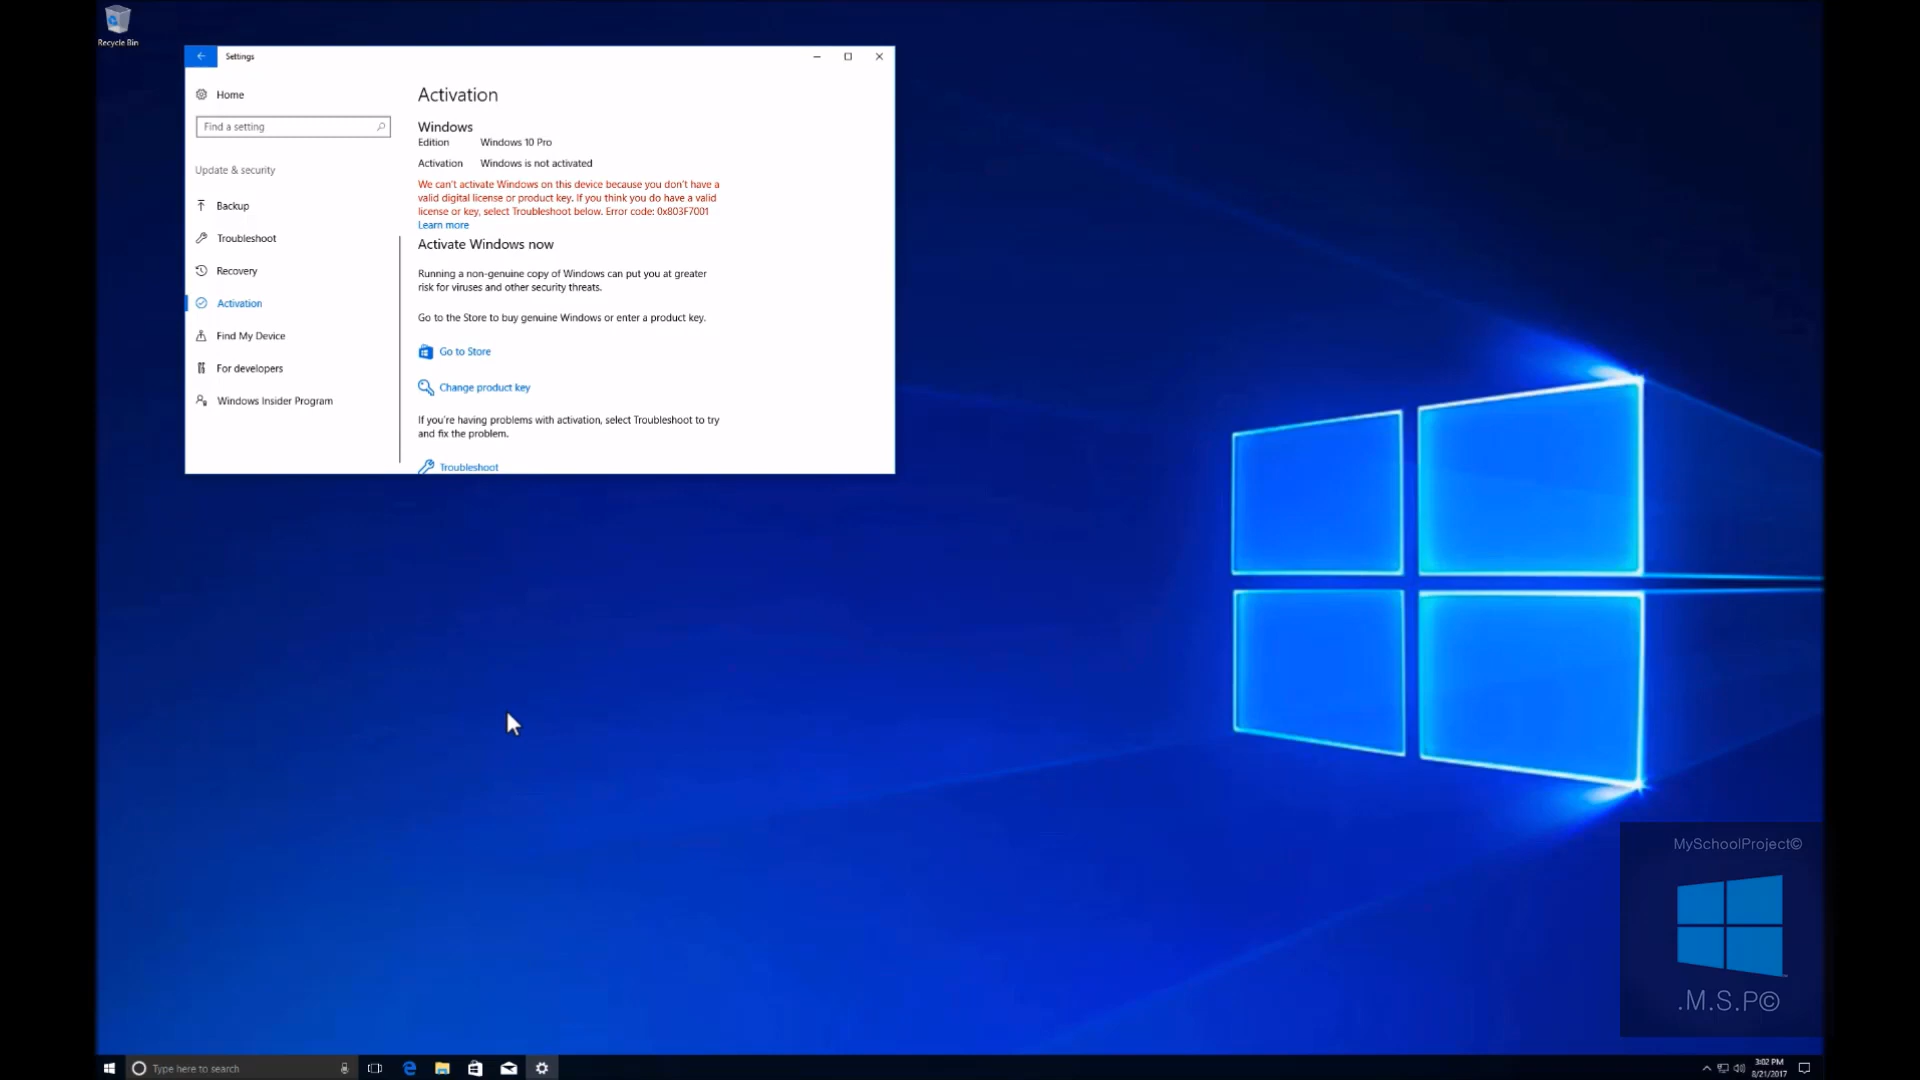 Recycle Bin
Settings
Home
Find a setting
Update & security
Backup
Troubleshoot
Recovery
Activation
Find My Device
For developers
Windows Insider Program
Activation
Windows
Edition Windows 10 Pro
Activation Windows is not activated
We can't activate Windows on this device because you don't have a
valid digital license or product key. If you think you do have a valid
license or key, select Troubleshoot below. Error code: 0x803F7001
Learn more
Activate Windows now
Running a non-genuine copy of Windows can put you at greater
risk for viruses and other security threats.
Go to the Store to buy genuine Windows or enter a product key.
Go to Store
Change product key
If you're having problems with activation, select Troubleshoot to try
and fix the problem.
Troubleshoot
MySchoolProject©
.M.S.P©
Type here to search
3:02 PM
8/21/2017